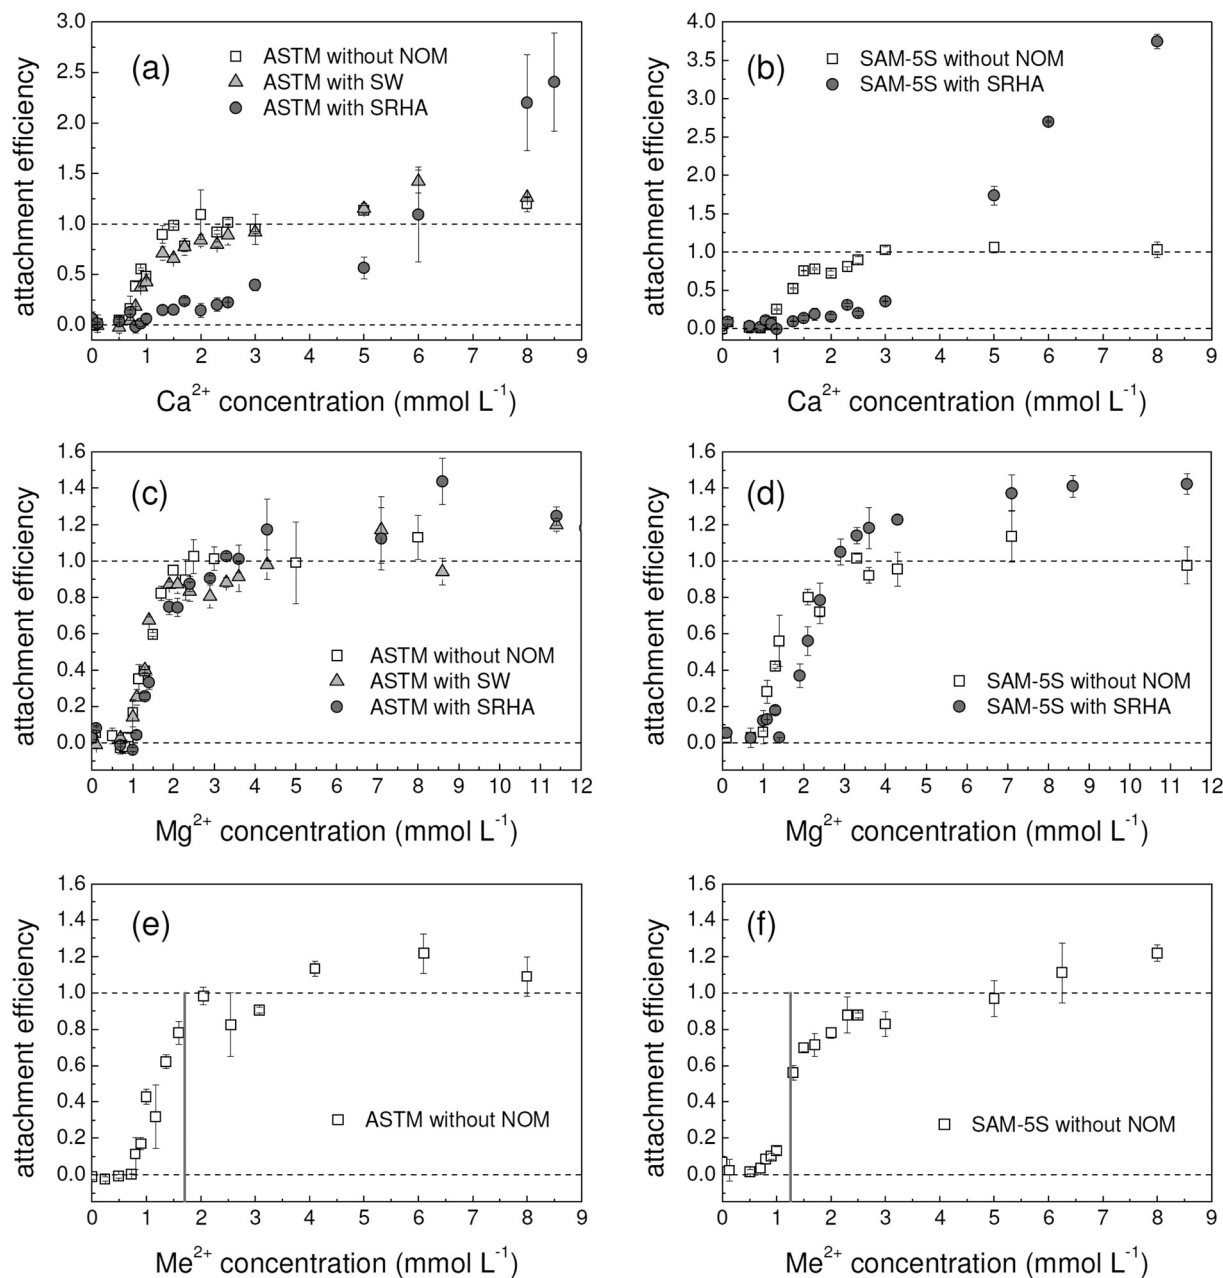 (a)
ASTM without NOM
ASTM with SW
ASTM with SRHA
attachment efficiency
3.0
2.5
2.0
1.5
1.0
0.5
0.0
0 1 2 3 4 5 6 7 8 9
Ca²⁺ concentration (mmol L⁻¹)
(b)
SAM-5S without NOM
SAM-5S with SRHA
attachment efficiency
4.0
3.5
3.0
2.5
2.0
1.5
1.0
0.5
0.0
0 1 2 3 4 5 6 7 8 9
Ca²⁺ concentration (mmol L⁻¹)
(c)
ASTM without NOM
ASTM with SW
ASTM with SRHA
attachment efficiency
1.6
1.4
1.2
1.0
0.8
0.6
0.4
0.2
0.0
0 1 2 3 4 5 6 7 8 9 10 11 12
Mg²⁺ concentration (mmol L⁻¹)
(d)
SAM-5S without NOM
SAM-5S with SRHA
attachment efficiency
1.6
1.4
1.2
1.0
0.8
0.6
0.4
0.2
0.0
0 1 2 3 4 5 6 7 8 9 10 11 12
Mg²⁺ concentration (mmol L⁻¹)
(e)
ASTM without NOM
attachment efficiency
1.6
1.4
1.2
1.0
0.8
0.6
0.4
0.2
0.0
0 1 2 3 4 5 6 7 8 9
Me²⁺ concentration (mmol L⁻¹)
(f)
SAM-5S without NOM
attachment efficiency
1.6
1.4
1.2
1.0
0.8
0.6
0.4
0.2
0.0
0 1 2 3 4 5 6 7 8 9
Me²⁺ concentration (mmol L⁻¹)